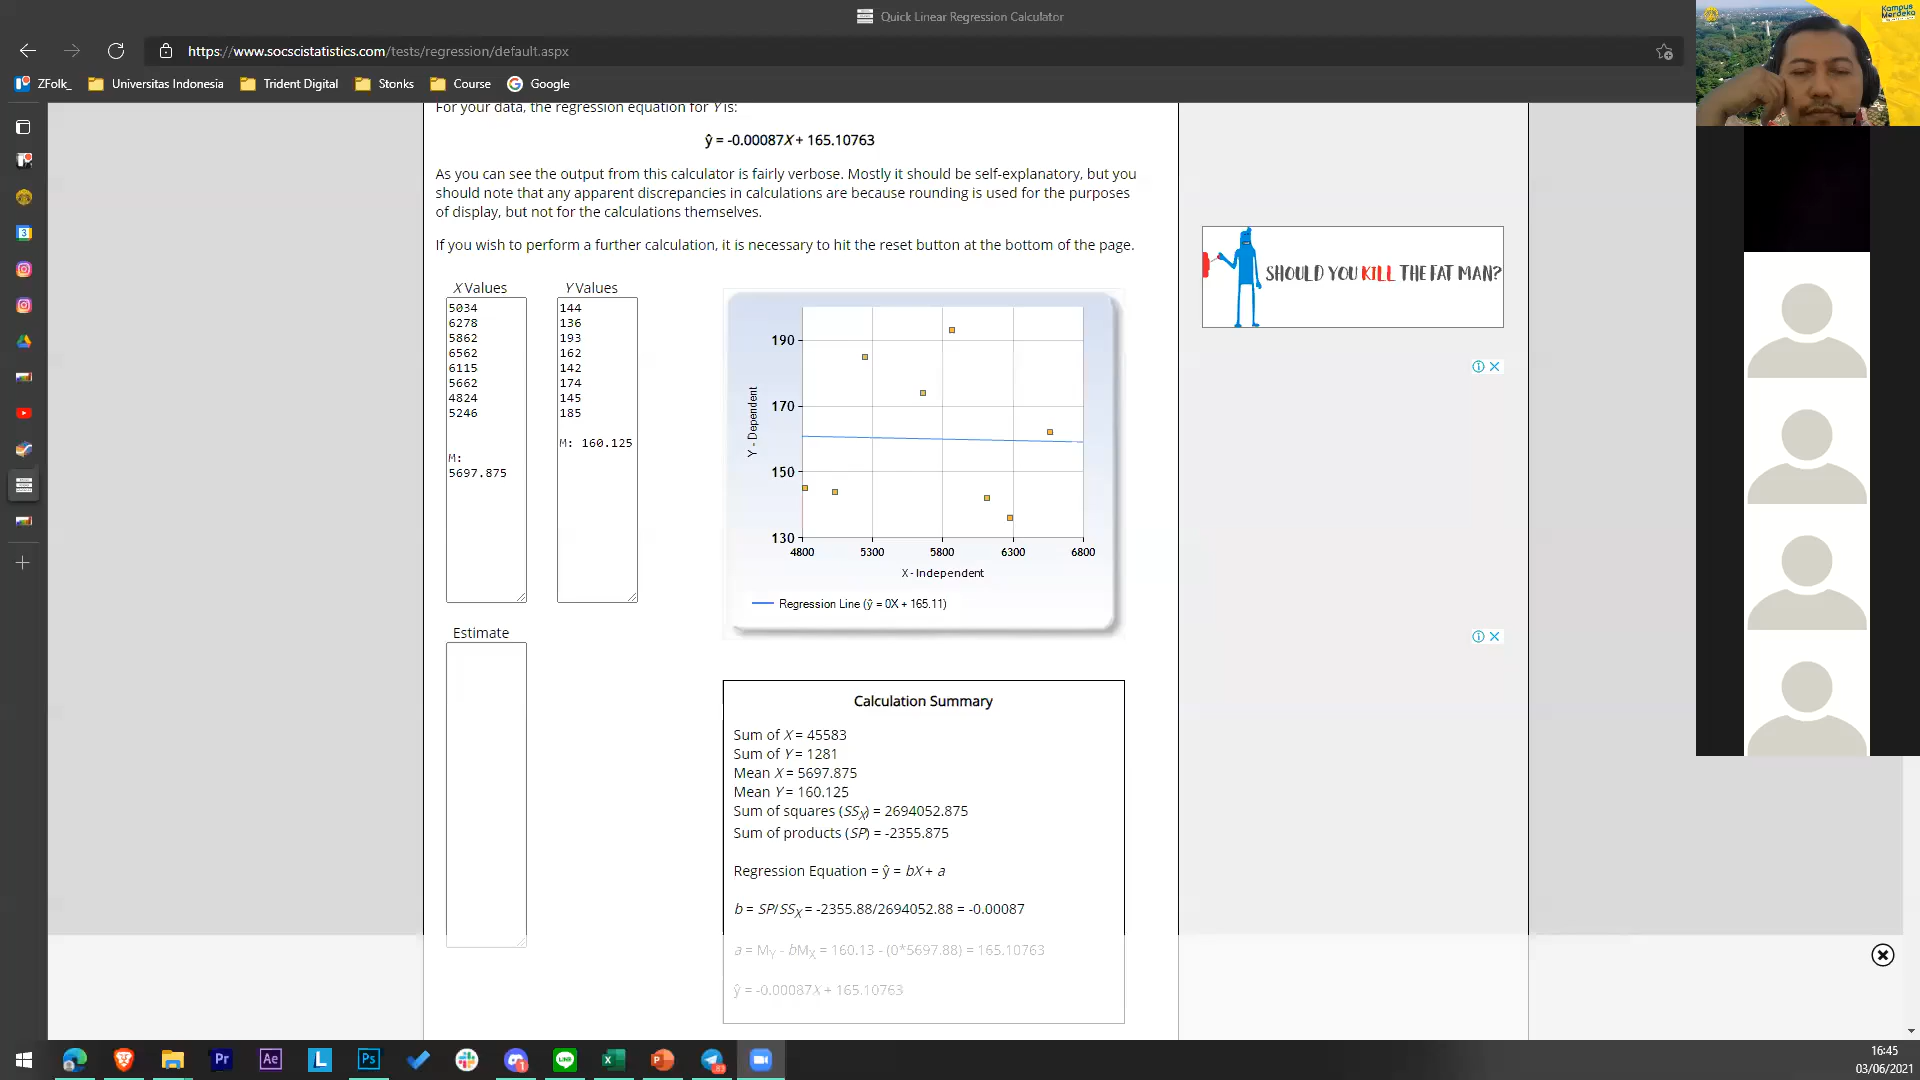 Quick Linear Regression Calculator
Kampus Merdeka
https://www.socscistatistics.com/tests/regression/default.aspx
ZFolk_ Universitas Indonesia Trident Digital Stonks Course Google
For your data, the regression equation for Y is:
ŷ = -0.00087X + 165.10763
As you can see the output from this calculator is fairly verbose. Mostly it should be self-explanatory, but you
should note that any apparent discrepancies in calculations are because rounding is used for the purposes
of display, but not for the calculations themselves.
If you wish to perform a further calculation, it is necessary to hit the reset button at the bottom of the page.
SHOULD YOU KILL THE FAT MAN?
X Values
5034
6278
5862
6562
6115
5662
4824
5246
M:
5697.875
Y Values
144
136
193
162
142
174
145
185
M: 160.125
Estimate
Y - Dependent
190
170
150
130
4800 5300 5800 6300 6800
X - Independent
Regression Line (ŷ = 0X + 165.11)
Calculation Summary
Sum of X = 45583
Sum of Y = 1281
Mean X = 5697.875
Mean Y = 160.125
Sum of squares (SSX) = 2694052.875
Sum of products (SP) = -2355.875
Regression Equation = ŷ = bX + a
b = SP/SSX = -2355.88/2694052.88 = -0.00087
a = MY - bMX = 160.13 - (0*5697.88) = 165.10763
ŷ = -0.00087X + 165.10763
Pr Ae L Ps
16:45
03/06/2021